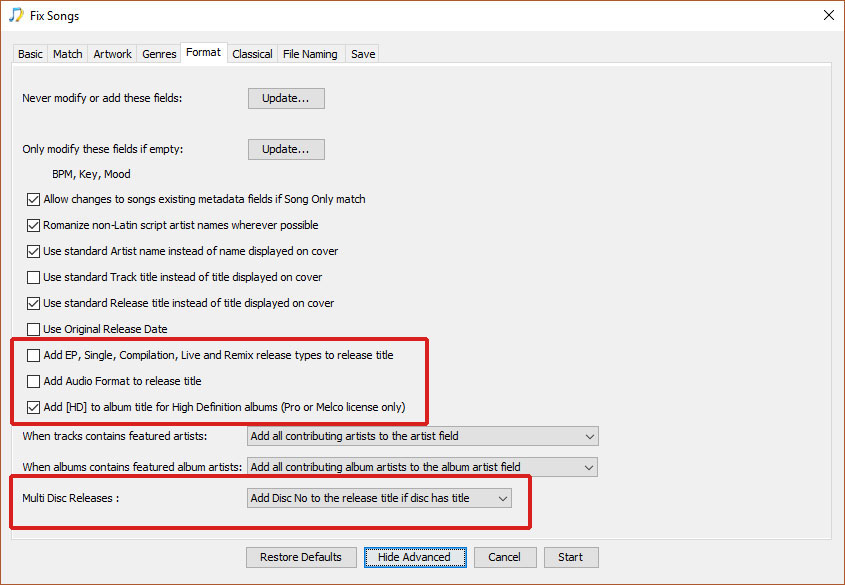 Fix Songs
Basic Match Artwork Genres Format Classical File Naming Save
Never modify or add these fields: Update...
Only modify these fields if empty: Update...
BPM, Key, Mood
Allow changes to songs existing metadata fields if Song Only match
Romanize non-Latin script artist names wherever possible
Use standard Artist name instead of name displayed on cover
Use standard Track title instead of title displayed on cover
Use standard Release title instead of title displayed on cover
Use Original Release Date
Add EP, Single, Compilation, Live and Remix release types to release title
Add Audio Format to release title
Add [HD] to album title for High Definition albums (Pro or Melco license only)
When tracks contains featured artists: Add all contributing artists to the artist field
When albums contains featured album artists: Add all contributing album artists to the album artist field
Multi Disc Releases : Add Disc No to the release title if disc has title
Restore Defaults Hide Advanced Cancel Start